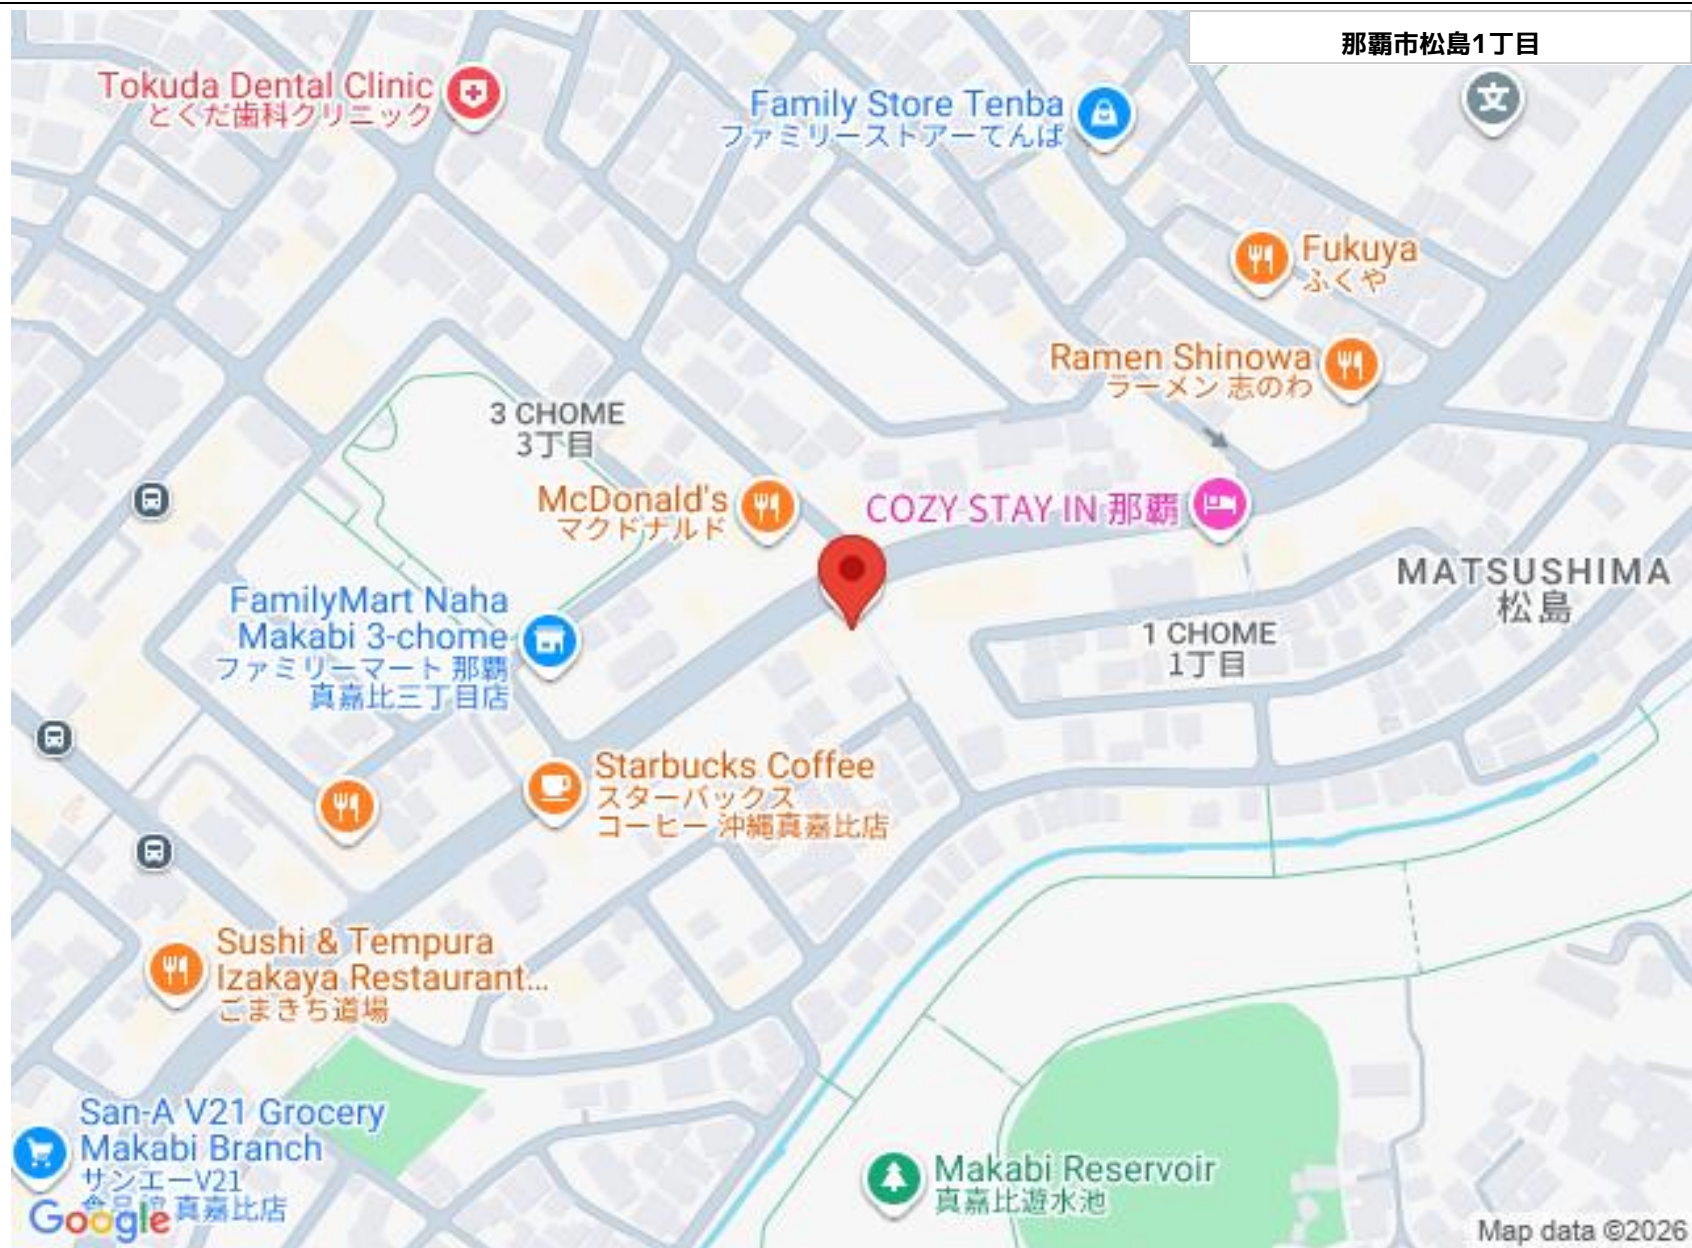 那覇市松島1丁目
Tokuda Dental Clinic
とくだ歯科クリニック
Family Store Tenba
ファミリーストアーてんば
文
Fukuya
ふくや
Ramen Shinowa
ラーメン 志のわ
3 CHOME
3丁目
McDonald's
マクドナルド
COZY STAY IN 那覇
MATSUSHIMA
松島
FamilyMart Naha
Makabi 3-chome
ファミリーマート 那覇
真嘉比三丁目店
1 CHOME
1丁目
Starbucks Coffee
スターバックス
コーヒー 沖縄真嘉比店
Sushi & Tempura
Izakaya Restaurant...
ごまきち道場
San-A V21 Grocery
Makabi Branch
サンエーV21
食品館 真嘉比店
Google
Makabi Reservoir
真嘉比遊水池
Map data ©2026